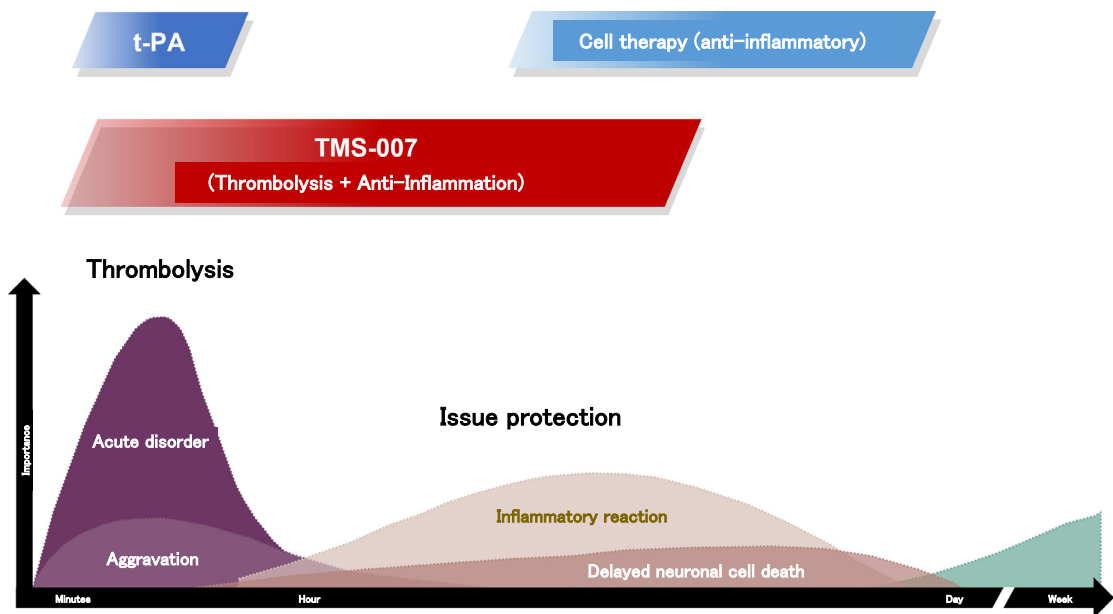 t-PA
Cell therapy (anti-inflammatory)
TMS-007
(Thrombolysis + Anti-Inflammation)
Thrombolysis
Importance
Acute disorder
Issue protection
Inflammatory reaction
Aggravation
Delayed neuronal cell death
Minutes
Hour
Day
Week